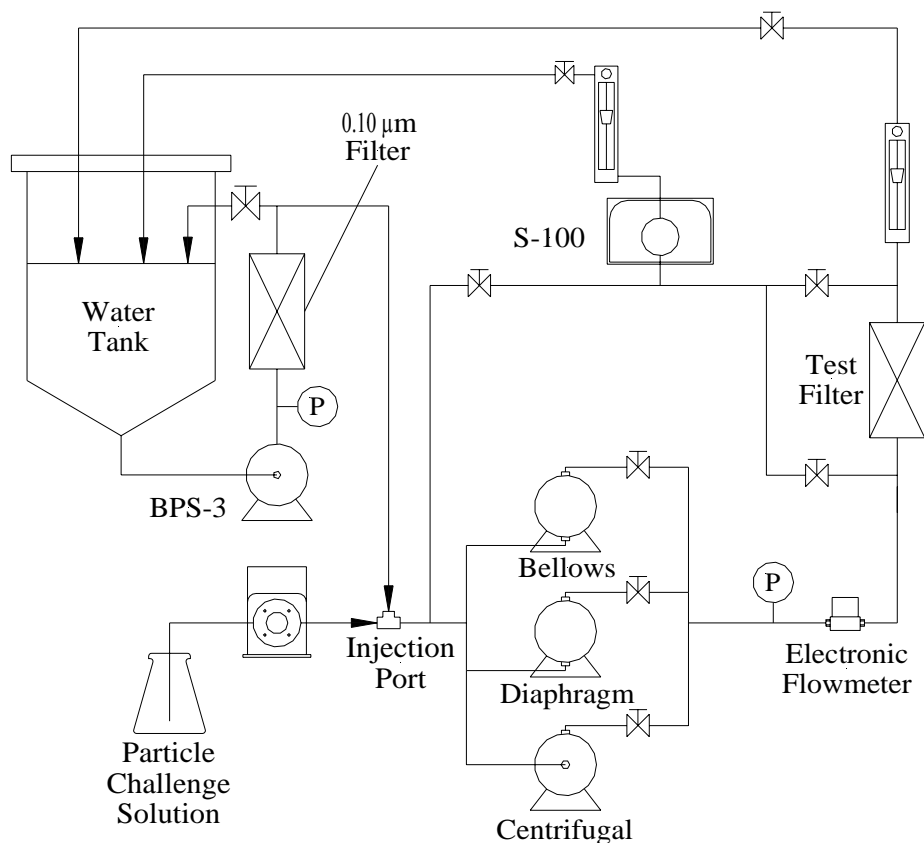 0.10 µm
Filter
S-100
Water
Tank
Test
Filter
P
BPS-3
Bellows
P
Injection
Port
Electronic
Flowmeter
Diaphragm
Particle
Challenge
Solution
Centrifugal